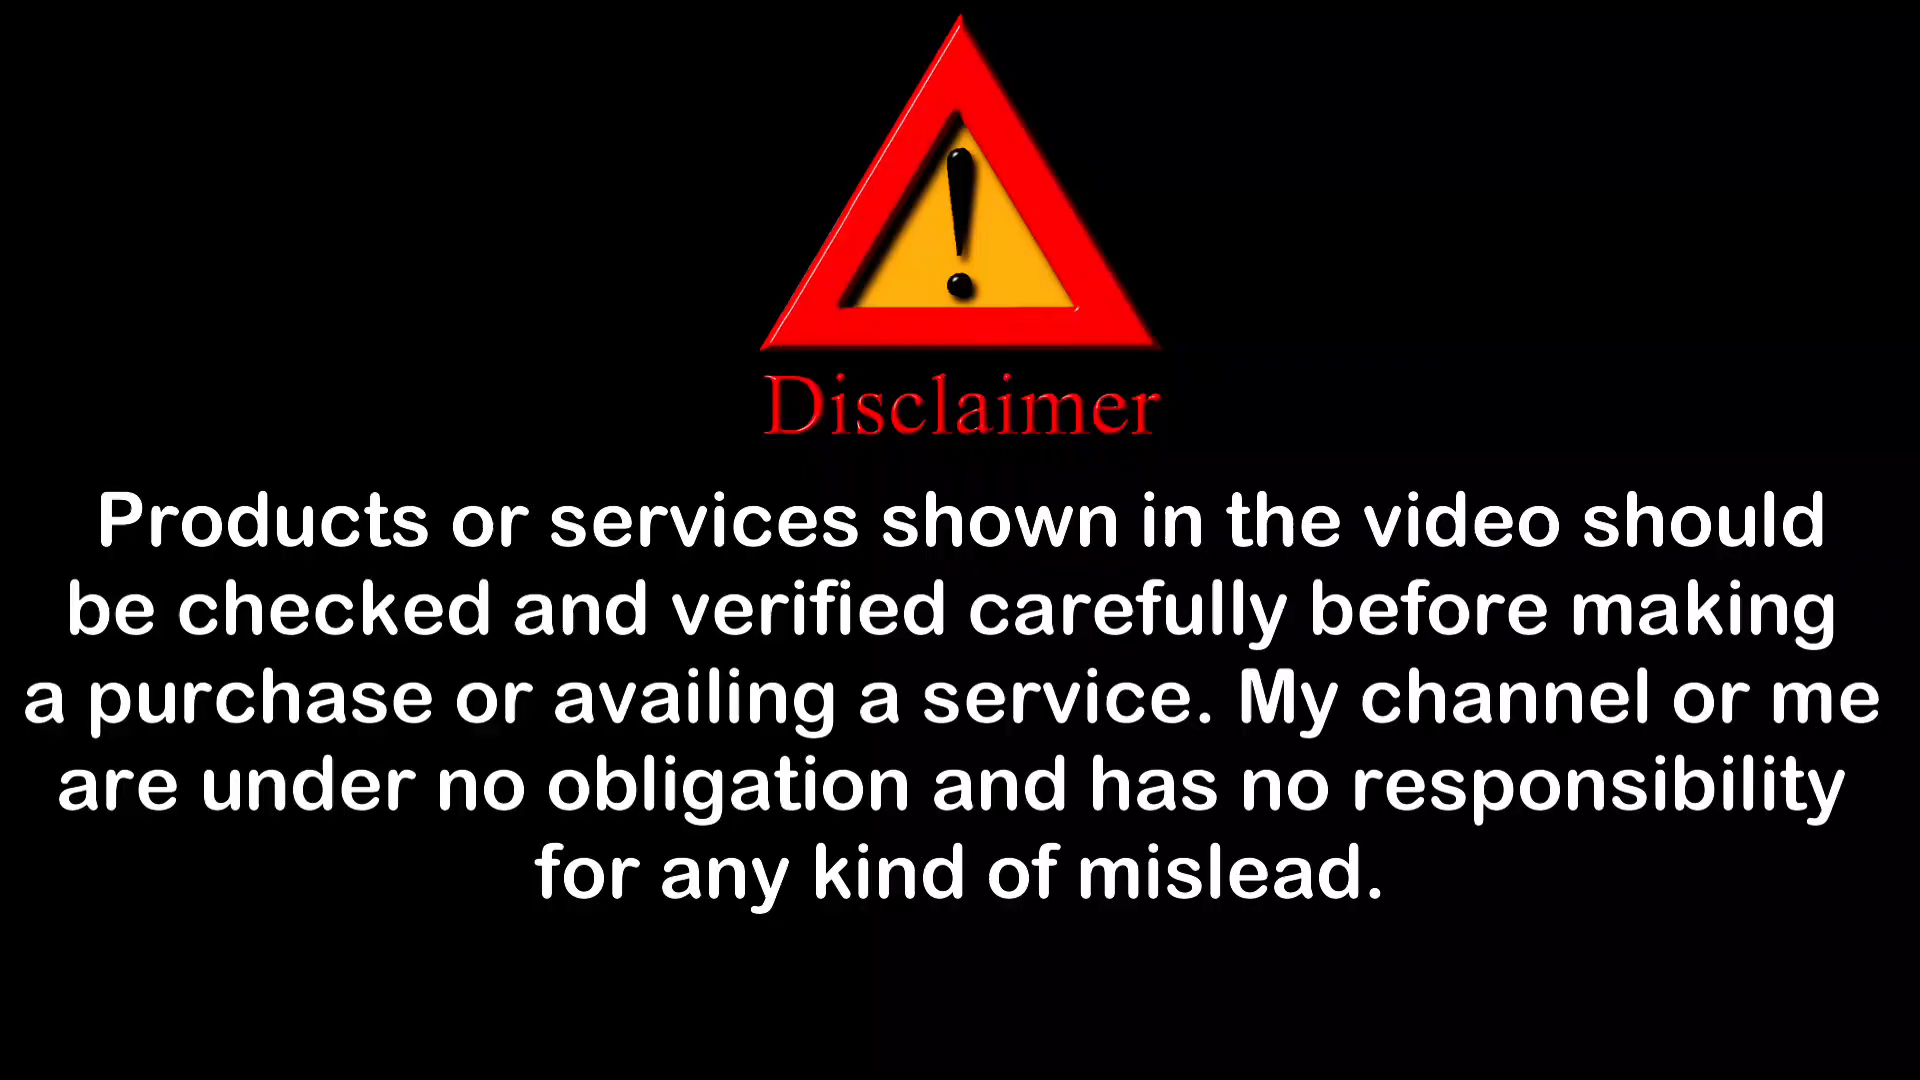 Disclaimer
Products or services shown in the video should
be checked and verified carefully before making
a purchase or availing a service. My channel or me
are under no obligation and has no responsibility
for any kind of mislead.